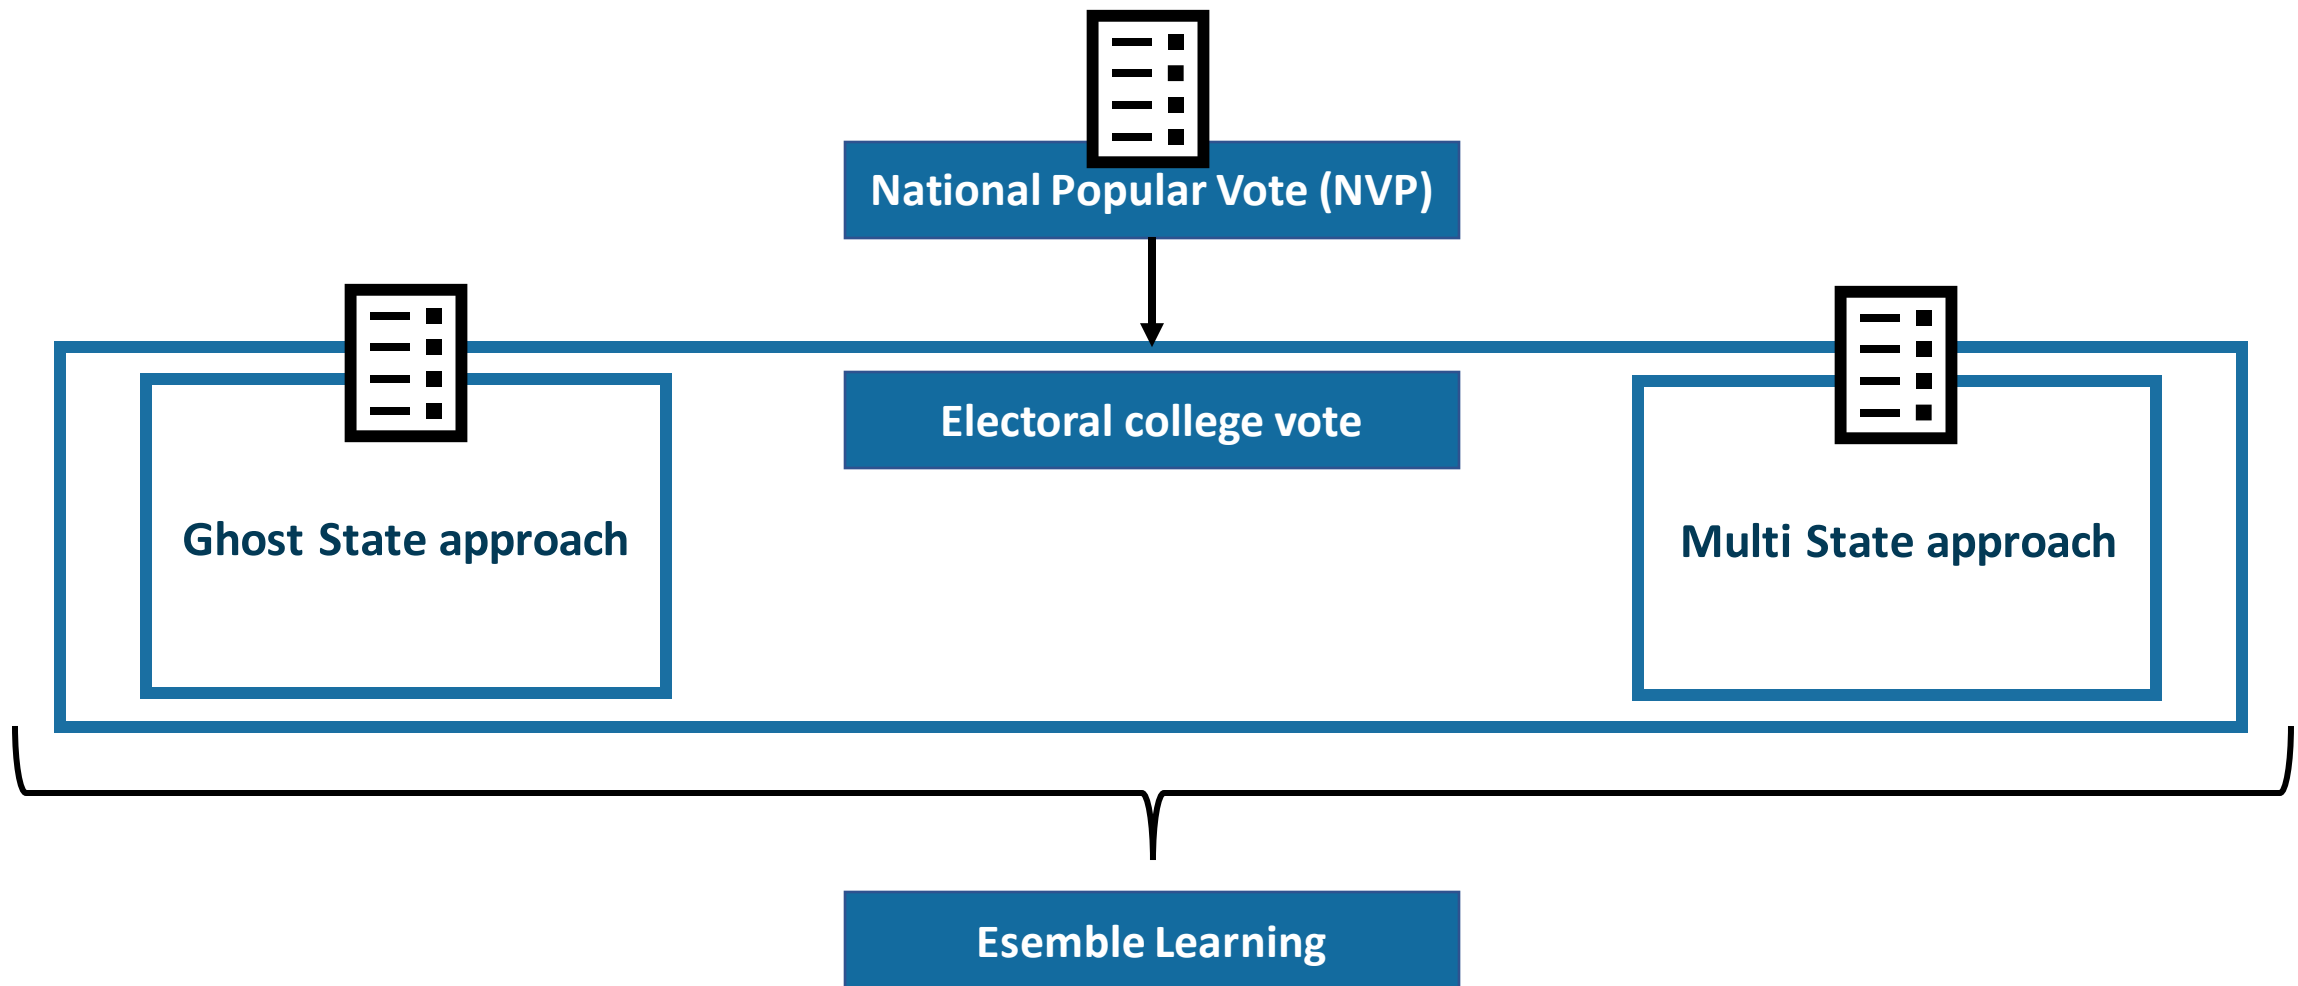 National Popular Vote (NVP)
Electoral college vote
Ghost State approach
Multi State approach
Esemble Learning